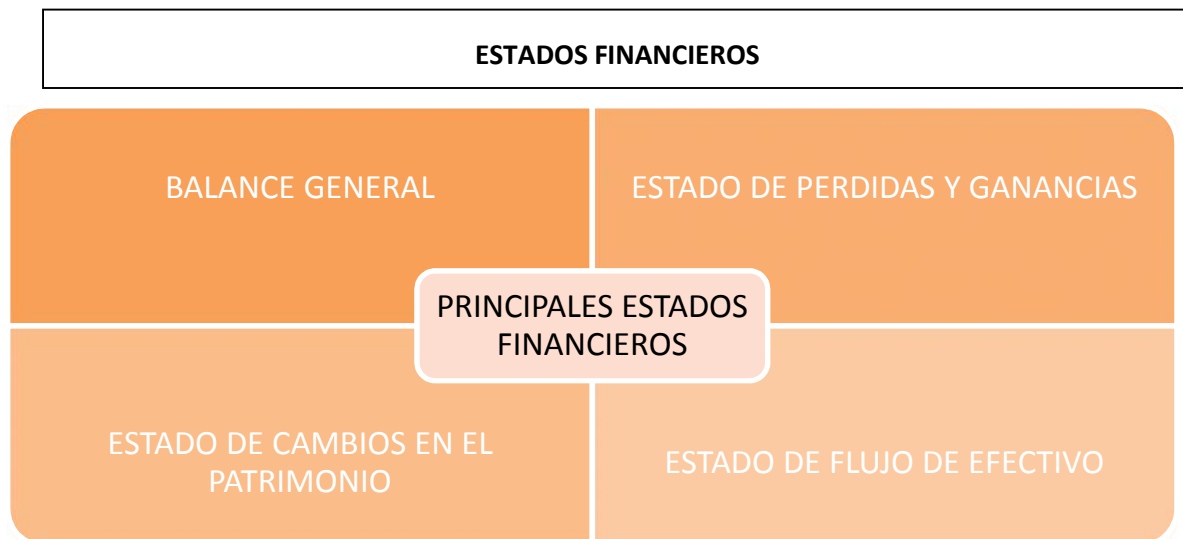 ESTADOS FINANCIEROS
BALANCE GENERAL
ESTADO DE PERDIDAS Y GANANCIAS
PRINCIPALES ESTADOS
FINANCIEROS
ESTADO DE CAMBIOS EN EL
PATRIMONIO
ESTADO DE FLUJO DE EFECTIVO